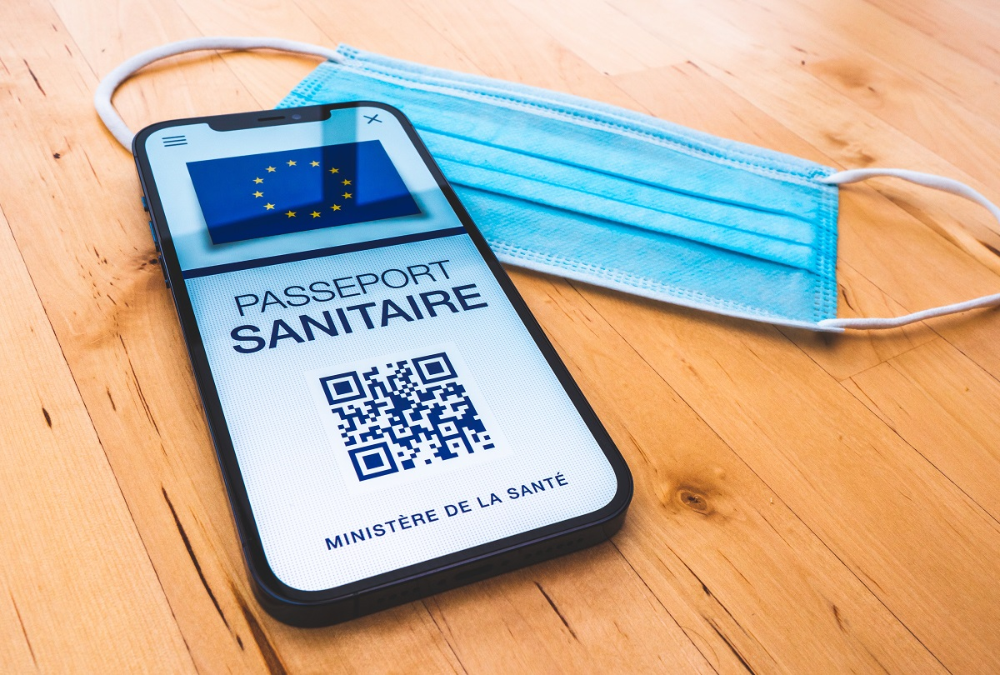 PASSEPORT
SANITAIRE
MINISTÈRE DE LA SANTÉ